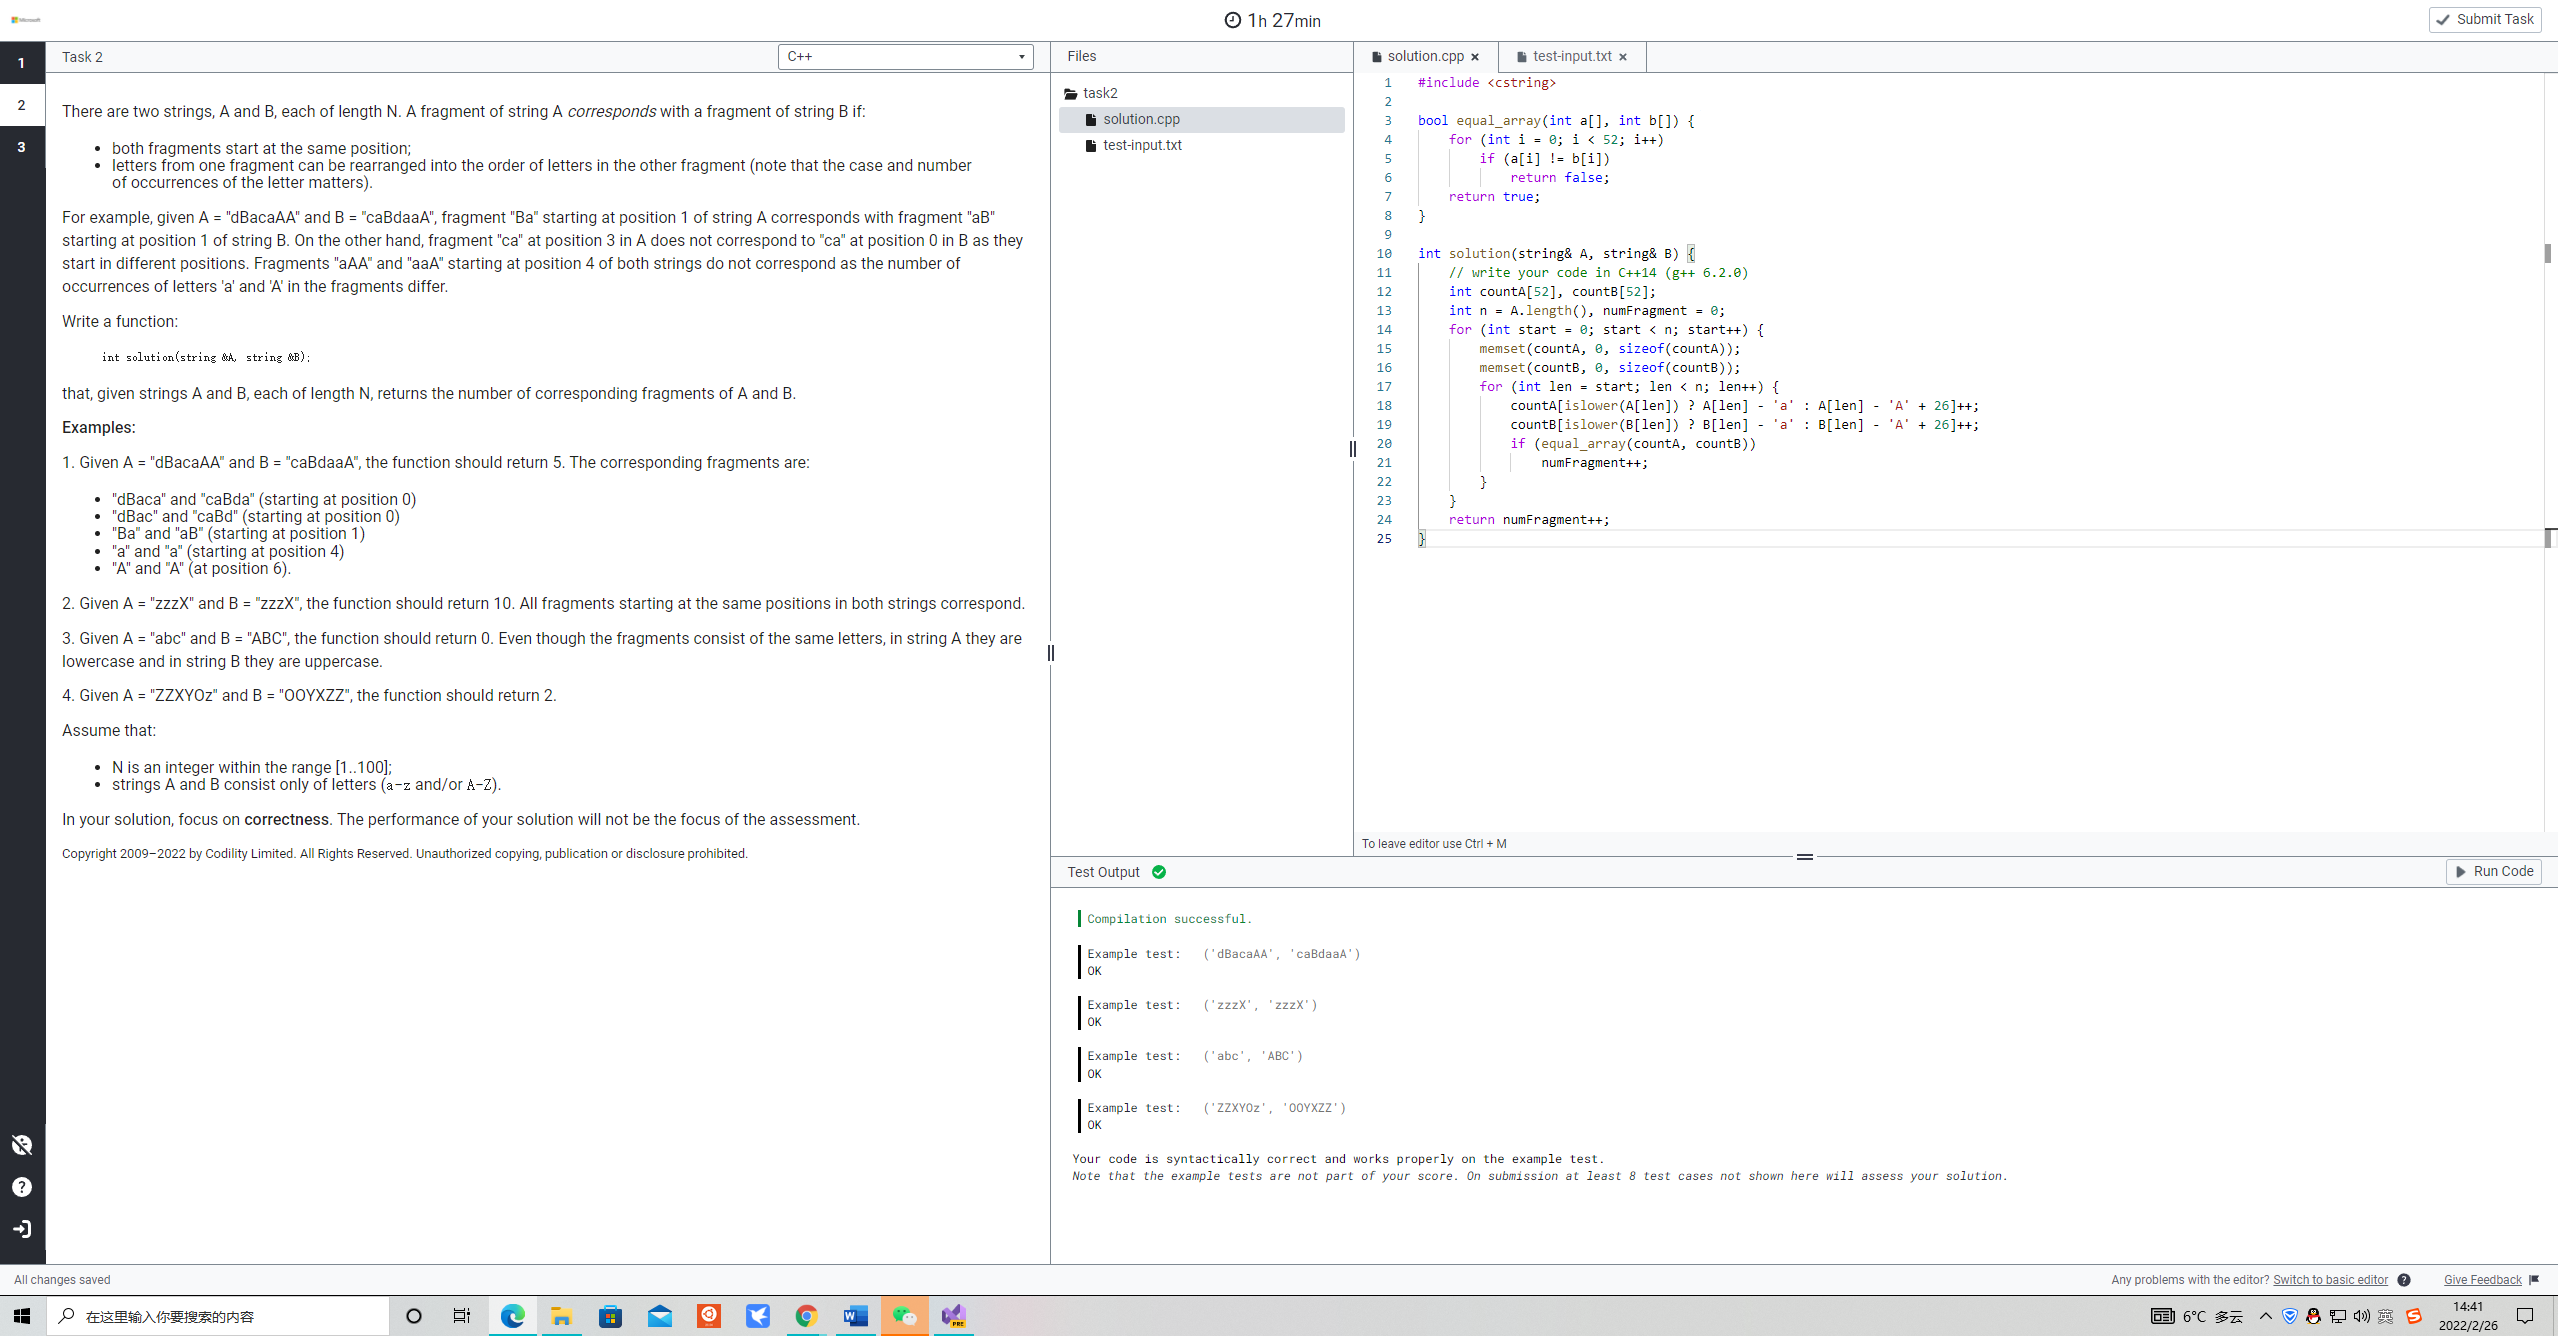 Microsoft
1h 27min
Submit Task
1
2
3
Task 2
C++
There are two strings, A and B, each of length N. A fragment of string A corresponds with a fragment of string B if:
• both fragments start at the same position;
• letters from one fragment can be rearranged into the order of letters in the other fragment (note that the case and number
of occurrences of the letter matters).
For example, given A = "dBacaAA" and B = "caBdaaA", fragment "Ba" starting at position 1 of string A corresponds with fragment "aB"
starting at position 1 of string B. On the other hand, fragment "ca" at position 3 in A does not correspond to "ca" at position 0 in B as they
start in different positions. Fragments "aAA" and "aaA" starting at position 4 of both strings do not correspond as the number of
occurrences of letters 'a' and 'A' in the fragments differ.
Write a function:
int solution(string &A, string &B);
that, given strings A and B, each of length N, returns the number of corresponding fragments of A and B.
Examples:
1. Given A = "dBacaAA" and B = "caBdaaA", the function should return 5. The corresponding fragments are:
• "dBaca" and "caBda" (starting at position 0)
• "dBac" and "caBd" (starting at position 0)
• "Ba" and "aB" (starting at position 1)
• "a" and "a" (starting at position 4)
• "A" and "A" (at position 6).
2. Given A = "zzzX" and B = "zzzX", the function should return 10. All fragments starting at the same positions in both strings correspond.
3. Given A = "abc" and B = "ABC", the function should return 0. Even though the fragments consist of the same letters, in string A they are
lowercase and in string B they are uppercase.
4. Given A = "ZZXYOz" and B = "OOYXZZ", the function should return 2.
Assume that:
• N is an integer within the range [1..100];
• strings A and B consist only of letters (a-z and/or A-Z).
In your solution, focus on correctness. The performance of your solution will not be the focus of the assessment.
Copyright 2009–2022 by Codility Limited. All Rights Reserved. Unauthorized copying, publication or disclosure prohibited.
Files
task2
solution.cpp
test-input.txt
solution.cpp ×
test-input.txt ×
1 #include <cstring>
2
3 bool equal_array(int a[], int b[]) {
4 for (int i = 0; i < 52; i++)
5 if (a[i] != b[i])
6 return false;
7 return true;
8 }
9
10 int solution(string& A, string& B) {
11 // write your code in C++14 (g++ 6.2.0)
12 int countA[52], countB[52];
13 int n = A.length(), numFragment = 0;
14 for (int start = 0; start < n; start++) {
15 memset(countA, 0, sizeof(countA));
16 memset(countB, 0, sizeof(countB));
17 for (int len = start; len < n; len++) {
18 countA[islower(A[len]) ? A[len] - 'a' : A[len] - 'A' + 26]++;
19 countB[islower(B[len]) ? B[len] - 'a' : B[len] - 'A' + 26]++;
20 if (equal_array(countA, countB))
21 numFragment++;
22 }
23 }
24 return numFragment++;
25 }
To leave editor use Ctrl + M
Test Output
Run Code
Compilation successful.
Example test: ('dBacaAA', 'caBdaaA')
OK
Example test: ('zzzX', 'zzzX')
OK
Example test: ('abc', 'ABC')
OK
Example test: ('ZZXYOz', 'OOYXZZ')
OK
Your code is syntactically correct and works properly on the example test.
Note that the example tests are not part of your score. On submission at least 8 test cases not shown here will assess your solution.
All changes saved
Any problems with the editor? Switch to basic editor ?
Give Feedback
在这里输入你要搜索的内容
6°C 多云
英
14:41
2022/2/26